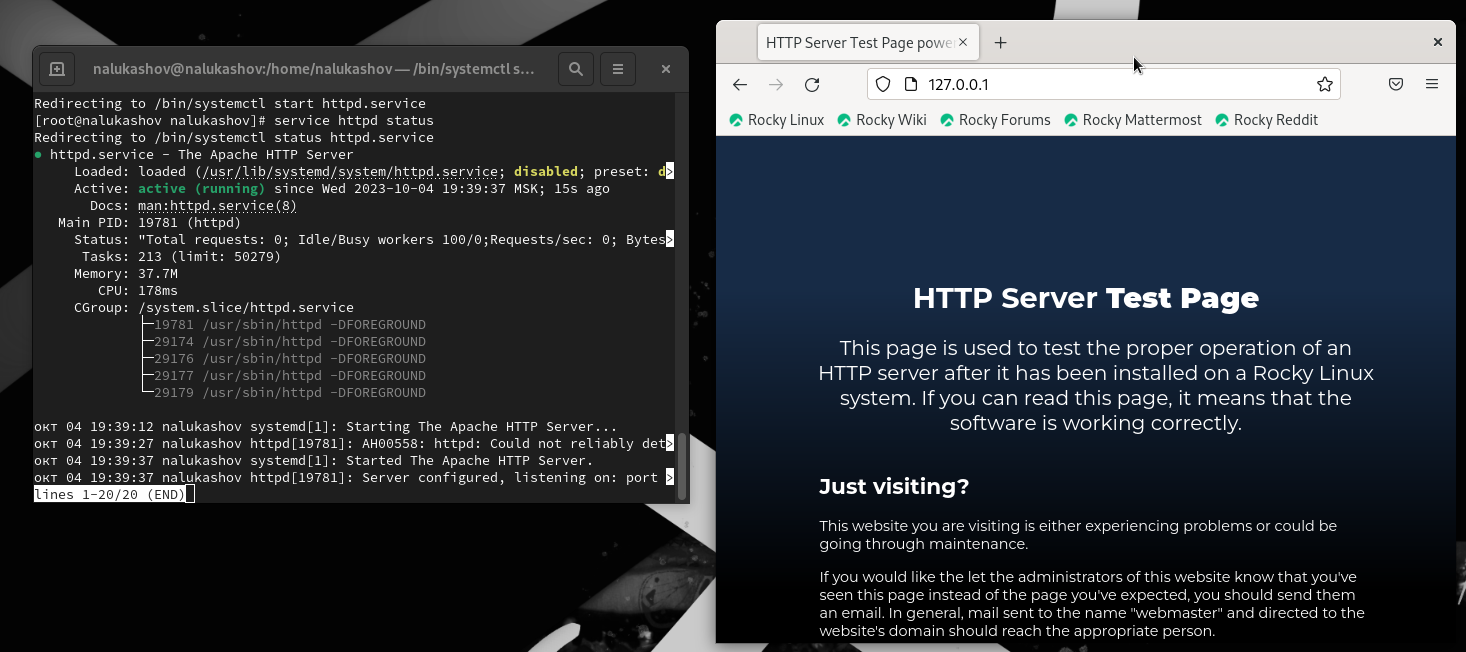 nalukashov@nalukashov:/home/nalukashov — /bin/systemctl s...
Redirecting to /bin/systemctl start httpd.service
[root@nalukashov nalukashov]# service httpd status
Redirecting to /bin/systemctl status httpd.service
● httpd.service - The Apache HTTP Server
Loaded: loaded (/usr/lib/systemd/system/httpd.service; disabled; preset: d>
Active: active (running) since Wed 2023-10-04 19:39:37 MSK; 15s ago
Docs: man:httpd.service(8)
Main PID: 19781 (httpd)
Status: "Total requests: 0; Idle/Busy workers 100/0;Requests/sec: 0; Bytes>
Tasks: 213 (limit: 50279)
Memory: 37.7M
CPU: 178ms
CGroup: /system.slice/httpd.service
├─19781 /usr/sbin/httpd -DFOREGROUND
├─29174 /usr/sbin/httpd -DFOREGROUND
├─29176 /usr/sbin/httpd -DFOREGROUND
├─29177 /usr/sbin/httpd -DFOREGROUND
└─29179 /usr/sbin/httpd -DFOREGROUND
окт 04 19:39:12 nalukashov systemd[1]: Starting The Apache HTTP Server...
окт 04 19:39:27 nalukashov httpd[19781]: AH00558: httpd: Could not reliably det>
окт 04 19:39:37 nalukashov systemd[1]: Started The Apache HTTP Server.
окт 04 19:39:37 nalukashov httpd[19781]: Server configured, listening on: port >
lines 1-20/20 (END)
HTTP Server Test Page powe
127.0.0.1
Rocky Linux Rocky Wiki Rocky Forums Rocky Mattermost Rocky Reddit
HTTP Server Test Page
This page is used to test the proper operation of an
HTTP server after it has been installed on a Rocky Linux
system. If you can read this page, it means that the
software is working correctly.
Just visiting?
This website you are visiting is either experiencing problems or could be
going through maintenance.
If you would like the let the administrators of this website know that you've
seen this page instead of the page you've expected, you should send them
an email. In general, mail sent to the name "webmaster" and directed to the
website's domain should reach the appropriate person.